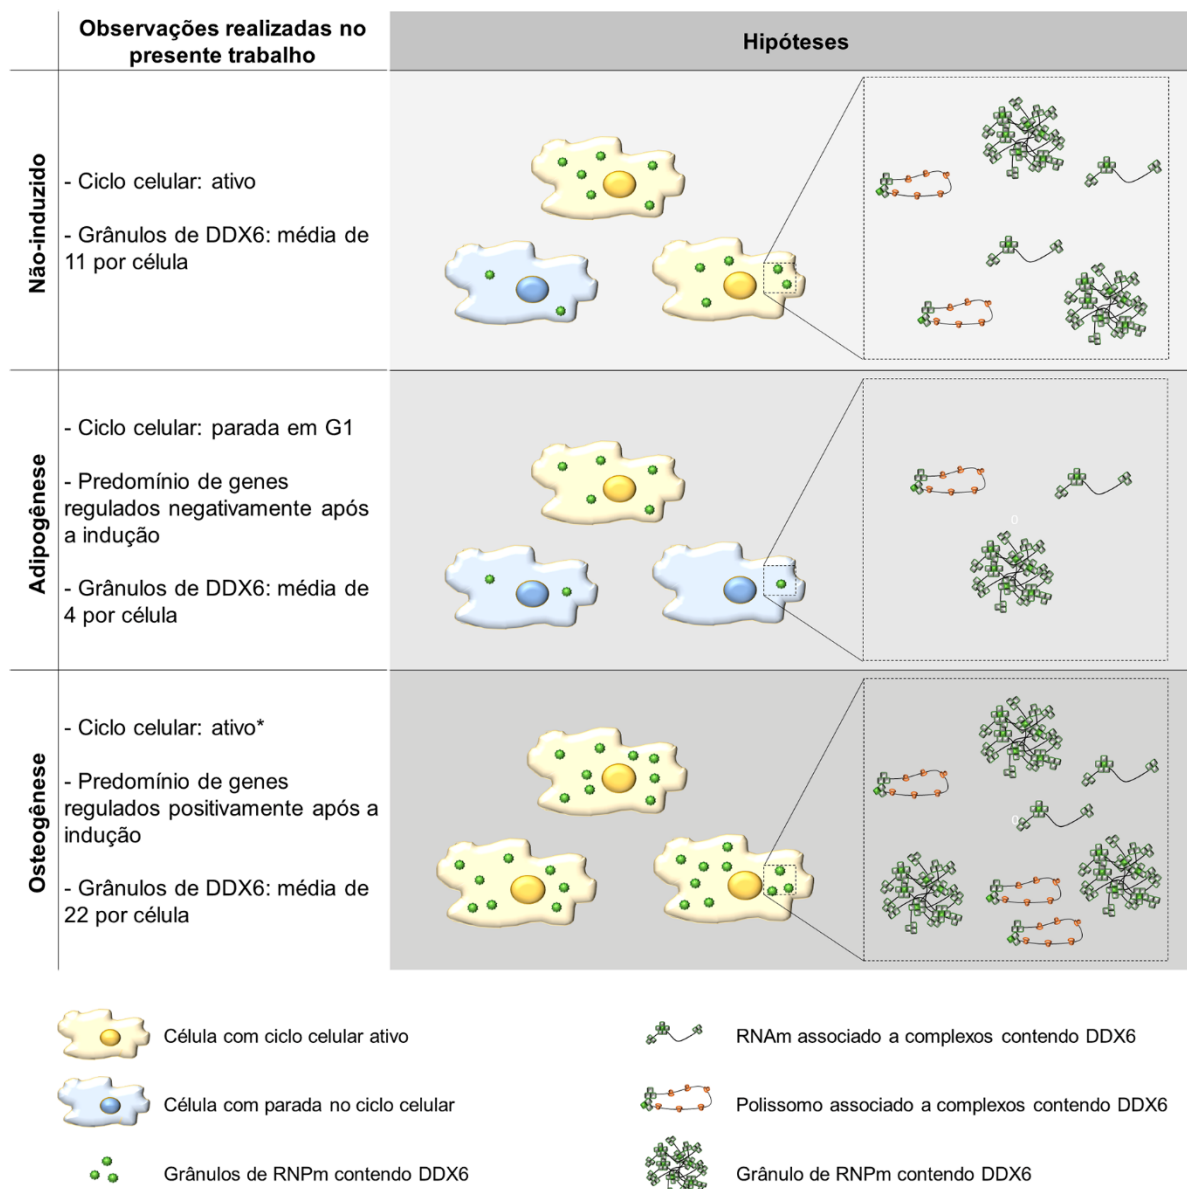 Observações realizadas no
presente trabalho
Hipóteses
Não-induzido
- Ciclo celular: ativo
- Grânulos de DDX6: média de
11 por célula
Adipogênese
- Ciclo celular: parada em G1
- Predomínio de genes
regulados negativamente após
a indução
- Grânulos de DDX6: média de
4 por célula
0
Osteogênese
- Ciclo celular: ativo*
- Predomínio de genes
regulados positivamente após a
indução
- Grânulos de DDX6: média de
22 por célula
0
Célula com ciclo celular ativo
RNAm associado a complexos contendo DDX6
Célula com parada no ciclo celular
Polissomo associado a complexos contendo DDX6
Grânulos de RNPm contendo DDX6
Grânulo de RNPm contendo DDX6